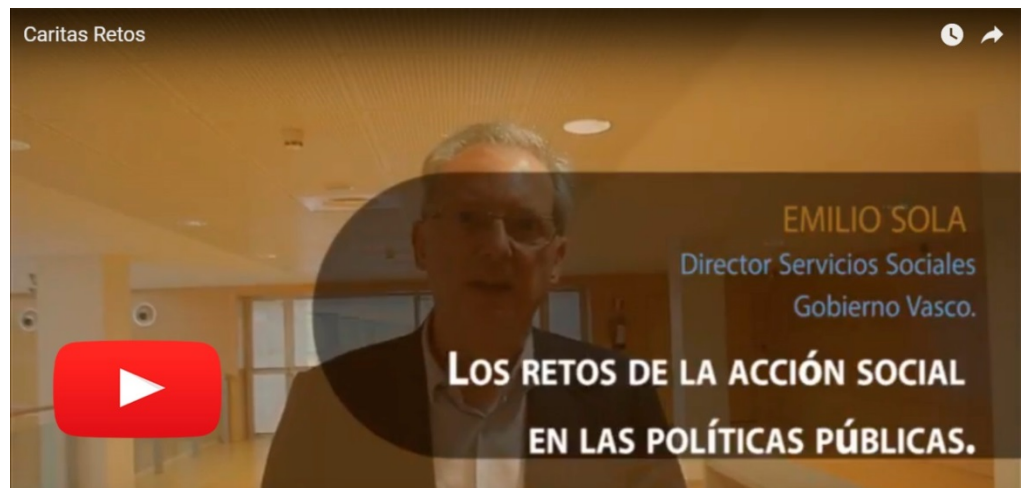 Caritas Retos
EMILIO SOLA
Director Servicios Sociales
Gobierno Vasco.
LOS RETOS DE LA ACCIÓN SOCIAL
EN LAS POLÍTICAS PÚBLICAS.